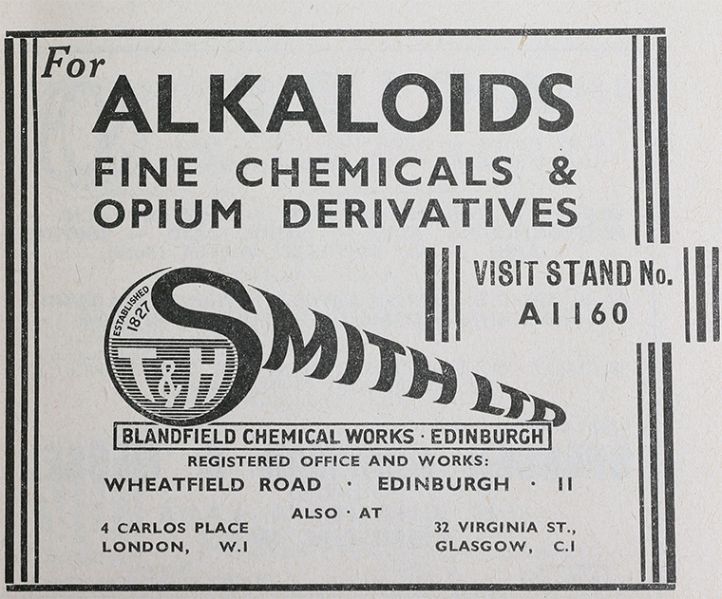 For
ALKALOIDS
FINE CHEMICALS &
OPIUM DERIVATIVES
VISIT STAND No.
A1160
ESTABLISHED
1827
T&H
SMITH LTD
BLANDFIELD CHEMICAL WORKS · EDINBURGH
REGISTERED OFFICE AND WORKS:
WHEATFIELD ROAD · EDINBURGH · 11
ALSO · AT
4 CARLOS PLACE
LONDON, W.1
32 VIRGINIA ST.,
GLASGOW, C.1